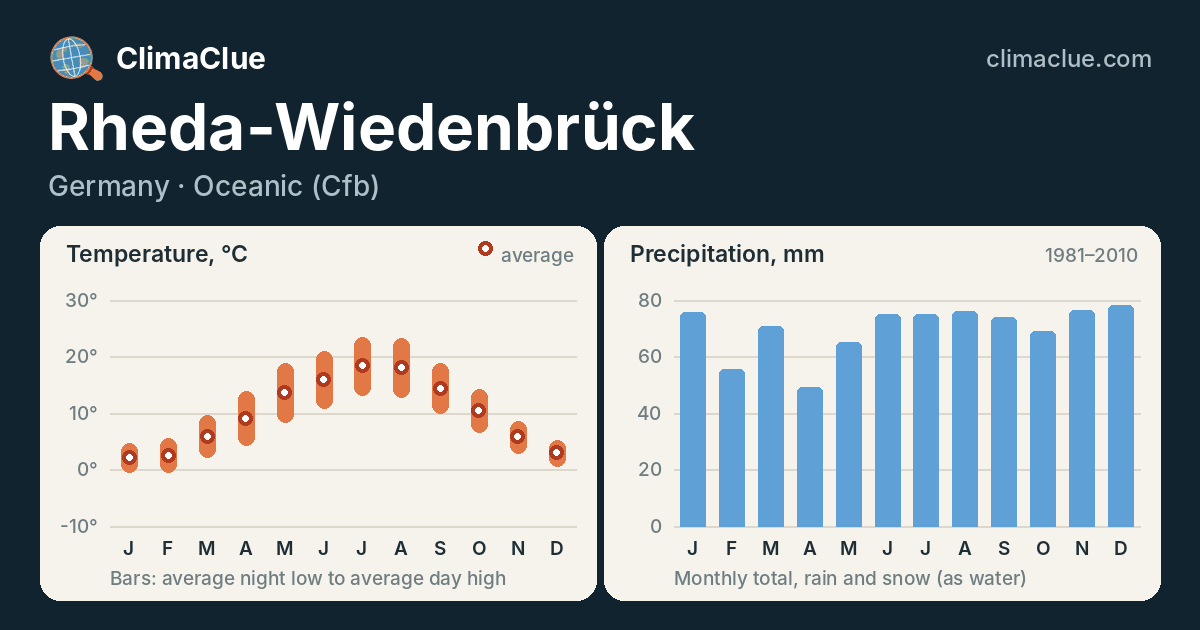 ClimaClue
climaclue.com
Rheda-Wiedenbrück
Germany · Oceanic (Cfb)
Temperature, °C
average
30°
20°
10°
0°
-10°
J F M A M J J A S O N D
Bars: average night low to average day high
Precipitation, mm
1981–2010
80
60
40
20
0
J F M A M J J A S O N D
Monthly total, rain and snow (as water)